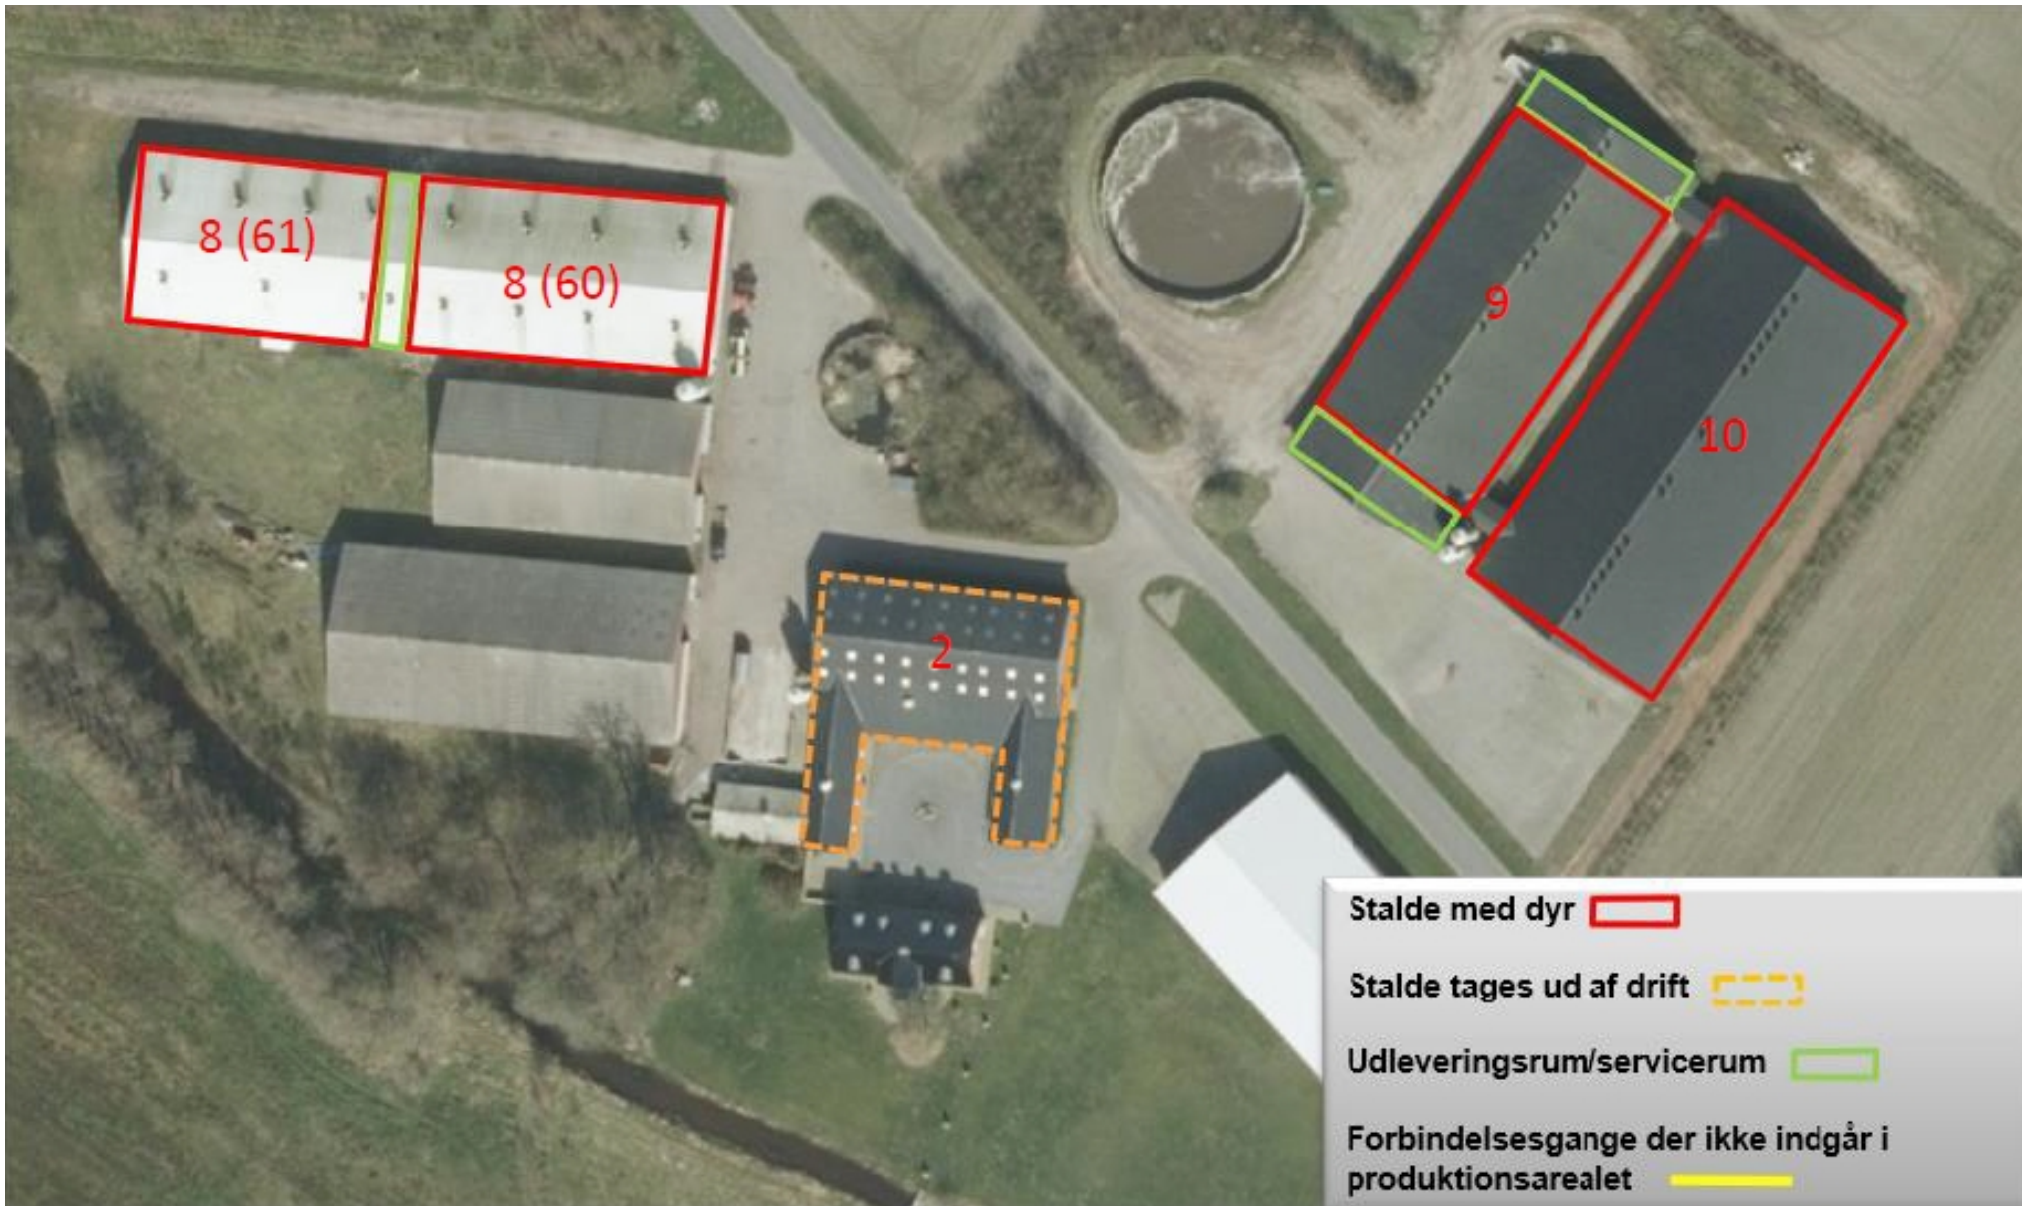 8 (61)
8 (60)
9
10
2
Stalde med dyr
Stalde tages ud af drift
Udleveringsrum/servicerum
Forbindelsesgange der ikke indgår i
produktionsarealet